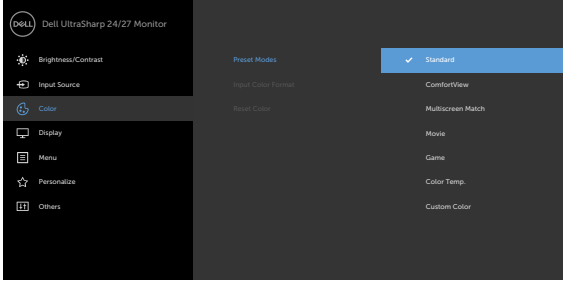 DELL Dell UltraSharp 24/27 Monitor
Brightness/Contrast Preset Modes Standard
Input Source Input Color Format ComfortView
Color Reset Color Multiscreen Match
Display Movie
Menu Game
Personalize Color Temp.
Others Custom Color